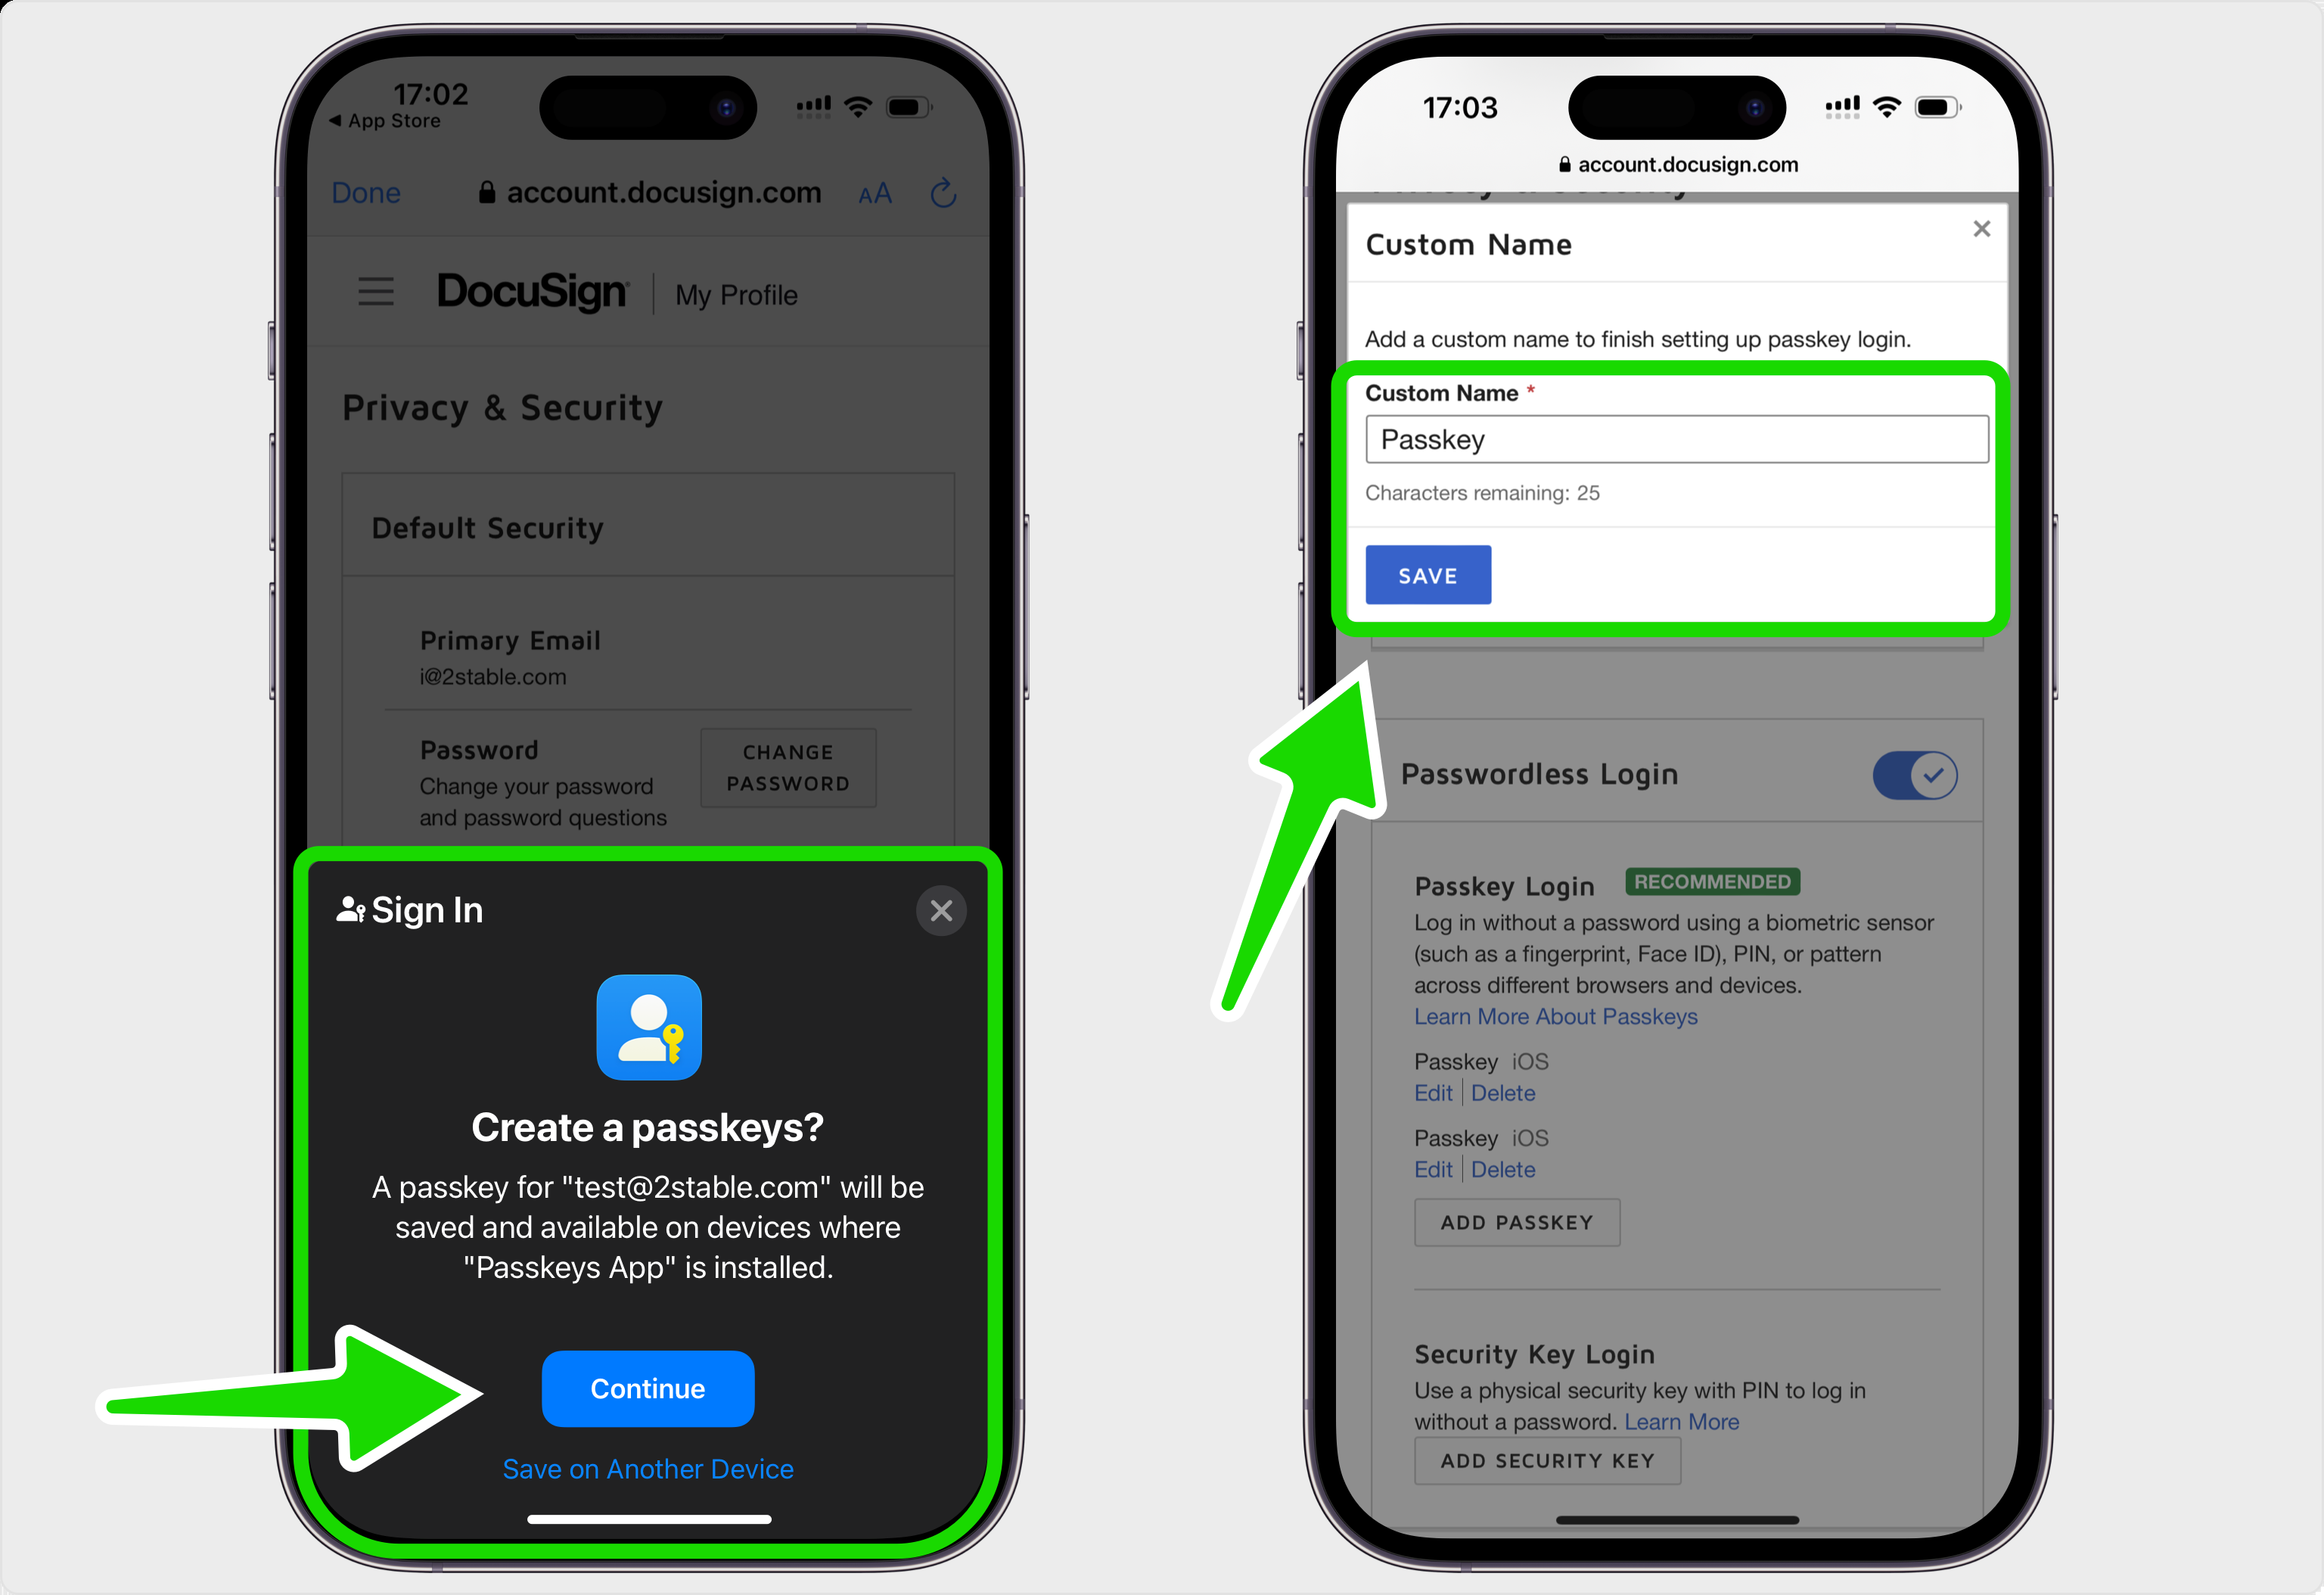 17:02
◀ App Store
Done
account.docusign.com
AA
DocuSign
My Profile
Privacy & Security
Default Security
Primary Email
i@2stable.com
Password
Change your password
and password questions
CHANGE
PASSWORD
Sign In
Create a passkeys?
A passkey for "test@2stable.com" will be
saved and available on devices where
"Passkeys App" is installed.
Continue
Save on Another Device
17:03
account.docusign.com
Custom Name
Add a custom name to finish setting up passkey login.
Custom Name *
Passkey
Characters remaining: 25
SAVE
Passwordless Login
Passkey Login RECOMMENDED
Log in without a password using a biometric sensor
(such as a fingerprint, Face ID), PIN, or pattern
across different browsers and devices.
Learn More About Passkeys
Passkey iOS
Edit | Delete
Passkey iOS
Edit | Delete
ADD PASSKEY
Security Key Login
Use a physical security key with PIN to log in
without a password. Learn More
ADD SECURITY KEY